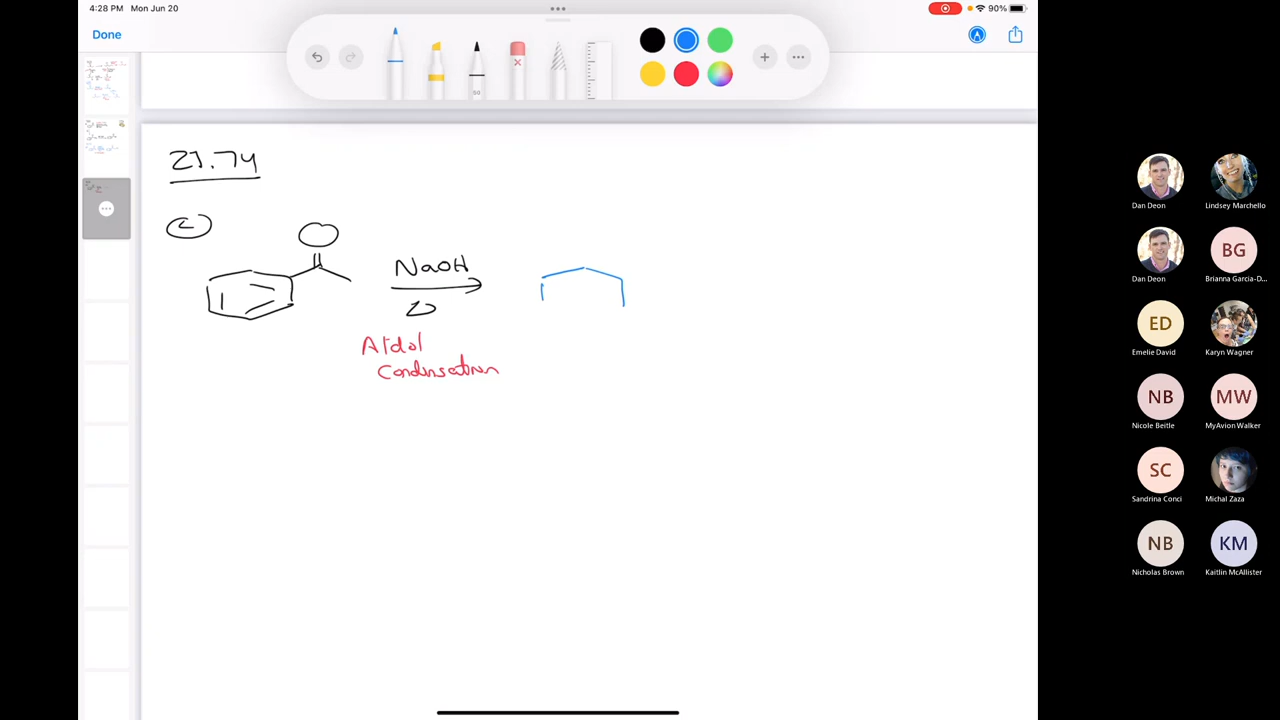 4:28 PM Mon Jun 20
90%
Done
23.74
C
O
NaOH
Δ
Aldol
Condensation
Dan Deon
Lindsey Marchello
BG
Dan Deon
Brianna Garcia-D...
ED
Emelie David
Karyn Wagner
NB
MW
Nicole Beitle
MyAvion Walker
SC
Sandrina Conci
Michal Zaza
NB
KM
Nicholas Brown
Kaitlin McAllister